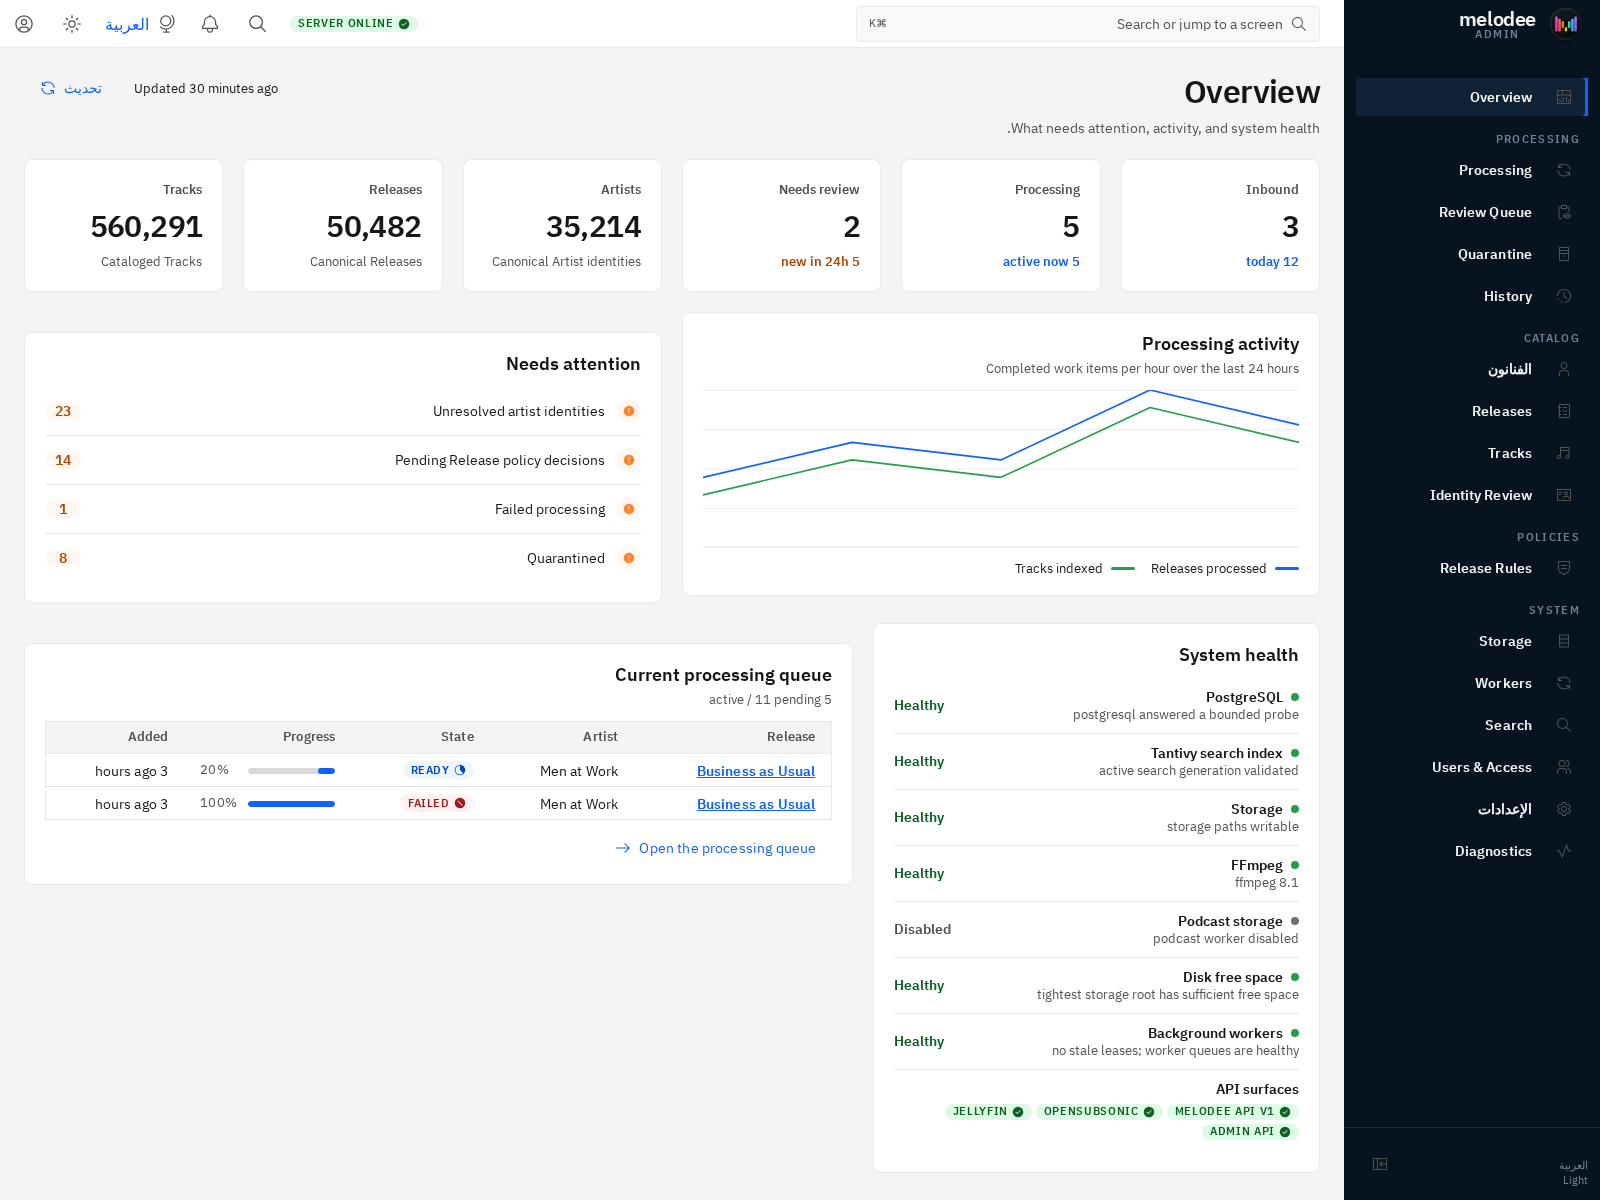 melodee
ADMIN
Overview
PROCESSING
Processing
Review Queue
Quarantine
History
CATALOG
الفنانون
Releases
Tracks
Identity Review
POLICIES
Release Rules
SYSTEM
Storage
Workers
Search
Users & Access
الإعدادات
Diagnostics
العربية
Light
Search or jump to a screen
K⌘
SERVER ONLINE
العربية
Overview
.What needs attention, activity, and system health
Updated 30 minutes ago
تحديث
Inbound
3
today 12
Processing
5
active now 5
Needs review
2
new in 24h 5
Artists
35,214
Canonical Artist identities
Releases
50,482
Canonical Releases
Tracks
560,291
Cataloged Tracks
Processing activity
Completed work items per hour over the last 24 hours
Releases processed
Tracks indexed
Needs attention
Unresolved artist identities 23
Pending Release policy decisions 14
Failed processing 1
Quarantined 8
System health
PostgreSQL
postgresql answered a bounded probe
Healthy
Tantivy search index
active search generation validated
Healthy
Storage
storage paths writable
Healthy
FFmpeg
ffmpeg 8.1
Healthy
Podcast storage
podcast worker disabled
Disabled
Disk free space
tightest storage root has sufficient free space
Healthy
Background workers
no stale leases; worker queues are healthy
Healthy
API surfaces
MELODEE API V1
OPENSUBSONIC
JELLYFIN
ADMIN API
Current processing queue
active / 11 pending 5
Release Artist State Progress Added
Business as Usual Men at Work READY 20% hours ago 3
Business as Usual Men at Work FAILED 100% hours ago 3
Open the processing queue